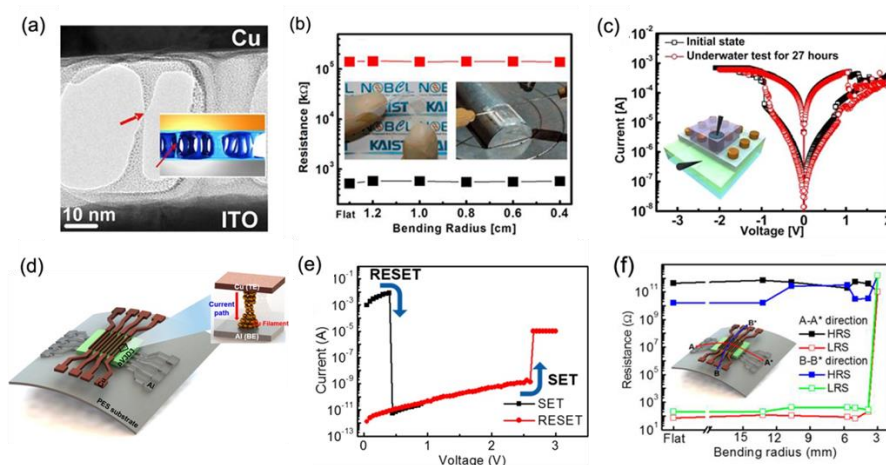 (a)
Cu
10 nm
ITO
(b)
Resistance [kΩ]
10⁵
10³
L NOBEL NOB
KAIST KAI
Flat 1.2 1.0 0.8 0.6 0.4
Bending Radius [cm]
(c)
Initial state
Underwater test for 27 hours
Current [A]
10⁻²
10⁻³
10⁻⁴
10⁻⁵
10⁻⁶
10⁻⁷
10⁻⁸
-3 -2 -1 0 1 2
Voltage [V]
(d)
Cu (TE)
Current
path
Filament
Al (BE)
Al
PES substrate
(e)
RESET
SET
SET
RESET
Current (A)
10⁻¹
10⁻³
10⁻⁵
10⁻⁷
10⁻⁹
10⁻¹¹
10⁻¹³
0 1 2 3
Voltage (V)
(f)
Resistance (Ω)
10¹¹
10⁹
10⁷
10⁵
10³
10¹
A-A* direction
HRS
LRS
B-B* direction
HRS
LRS
A
B*
B
A*
Flat 15 12 9 6 3
Bending radius (mm)